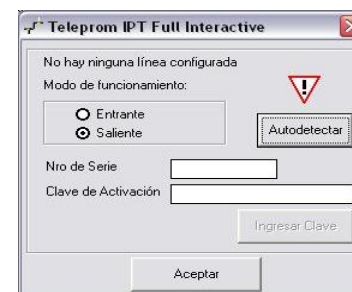 Teleprom IPT Full Interactive
No hay ninguna línea configurada
Modo de funcionamiento:
Entrante
Saliente
Autodetectar
Nro de Serie
Clave de Activación
Ingresar Clave
Aceptar